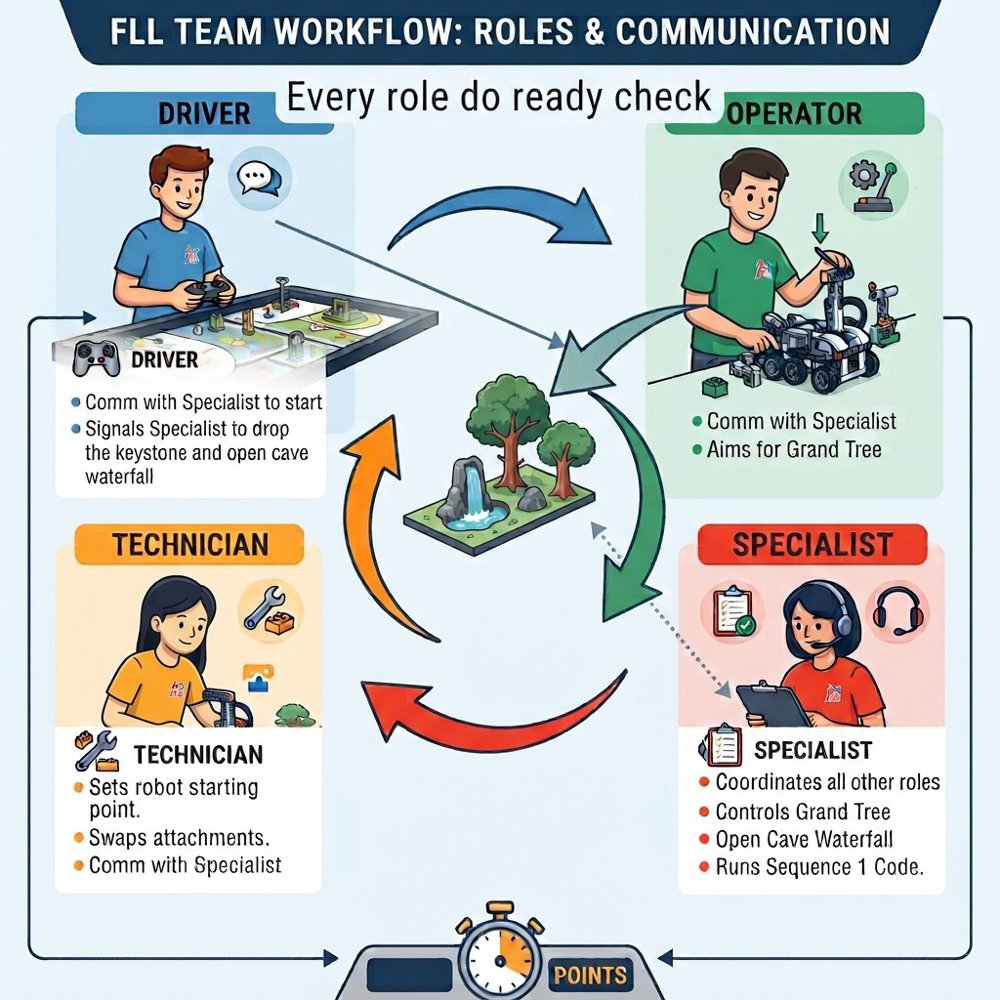 FLL TEAM WORKFLOW: ROLES & COMMUNICATION
Every role do ready check
DRIVER
OPERATOR
DRIVER
• Comm with Specialist to start
• Signals Specialist to drop
the keystone and open cave
waterfall
• Comm with Specialist
• Aims for Grand Tree
TECHNICIAN
SPECIALIST
TECHNICIAN
• Sets robot starting
point.
• Swaps attachments.
• Comm with Specialist
SPECIALIST
• Coordinates all other roles
• Controls Grand Tree
• Open Cave Waterfall
• Runs Sequence 1 Code.
POINTS